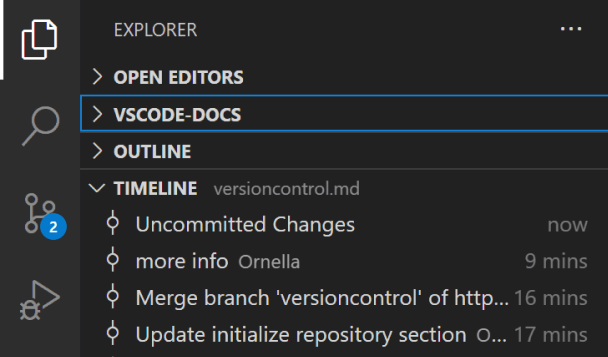 EXPLORER ...
OPEN EDITORS
VSCODE-DOCS
OUTLINE
TIMELINE versioncontrol.md
Uncommitted Changes now
2
more info Ornella 9 mins
Merge branch 'versioncontrol' of http... 16 mins
Update initialize repository section O... 17 mins